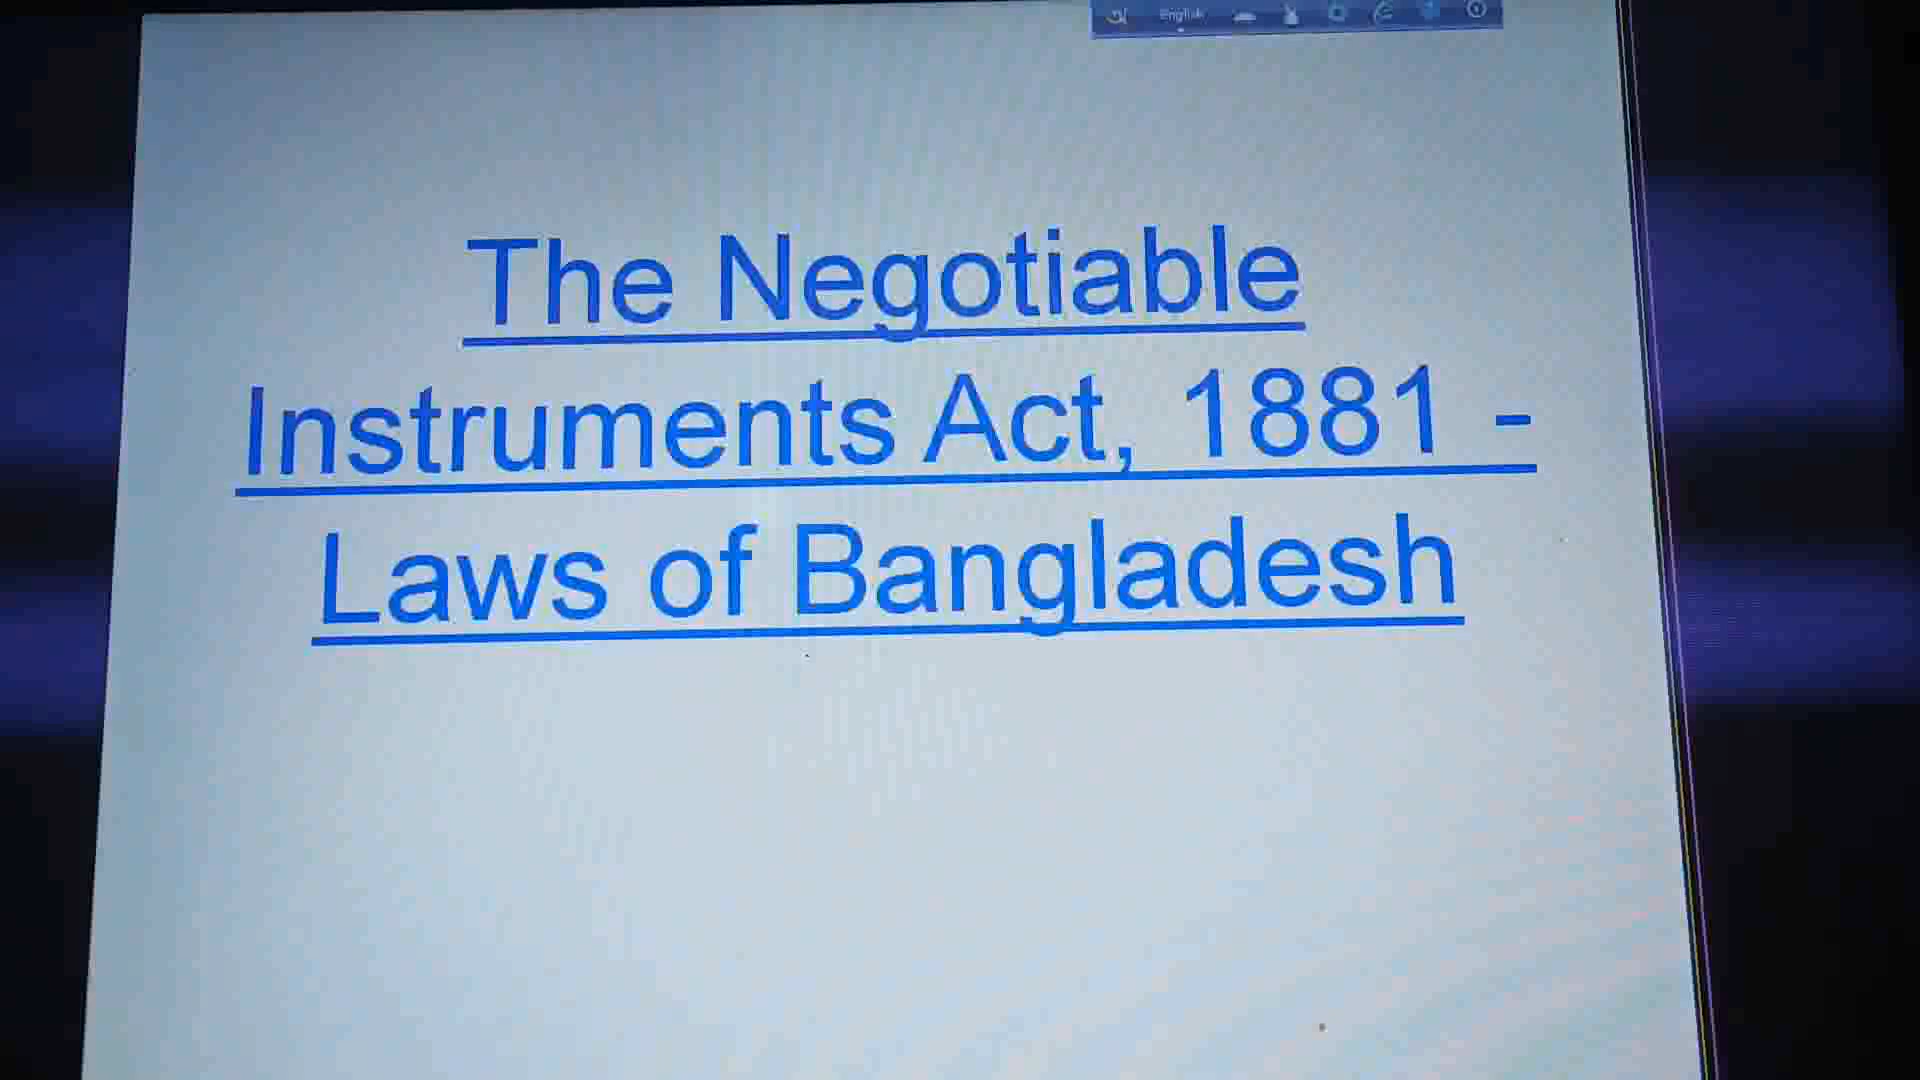 English
The Negotiable
Instruments Act, 1881 -
Laws of Bangladesh